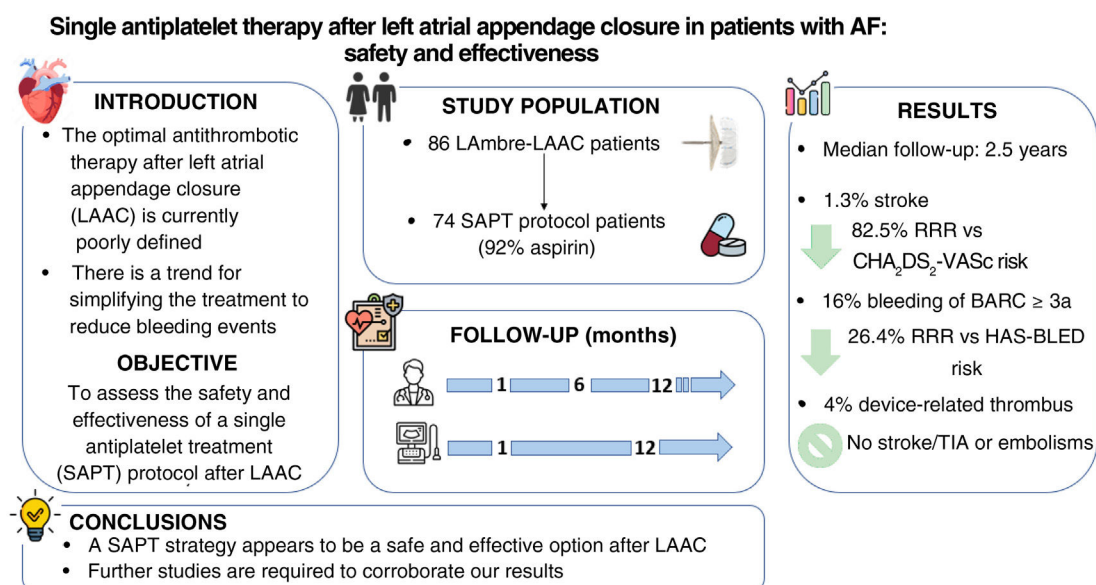 Single antiplatelet therapy after left atrial appendage closure in patients with AF:
safety and effectiveness
INTRODUCTION
• The optimal antithrombotic
therapy after left atrial
appendage closure
(LAAC) is currently
poorly defined
• There is a trend for
simplifying the treatment to
reduce bleeding events
OBJECTIVE
To assess the safety and
effectiveness of a single
antiplatelet treatment
(SAPT) protocol after LAAC
STUDY POPULATION
• 86 LAmbre-LAAC patients
• 74 SAPT protocol patients
(92% aspirin)
FOLLOW-UP (months)
1 6 12
1 12
RESULTS
• Median follow-up: 2.5 years
• 1.3% stroke
82.5% RRR vs
CHA₂DS₂-VASc risk
• 16% bleeding of BARC ≥ 3a
26.4% RRR vs HAS-BLED
risk
• 4% device-related thrombus
No stroke/TIA or embolisms
CONCLUSIONS
• A SAPT strategy appears to be a safe and effective option after LAAC
• Further studies are required to corroborate our results